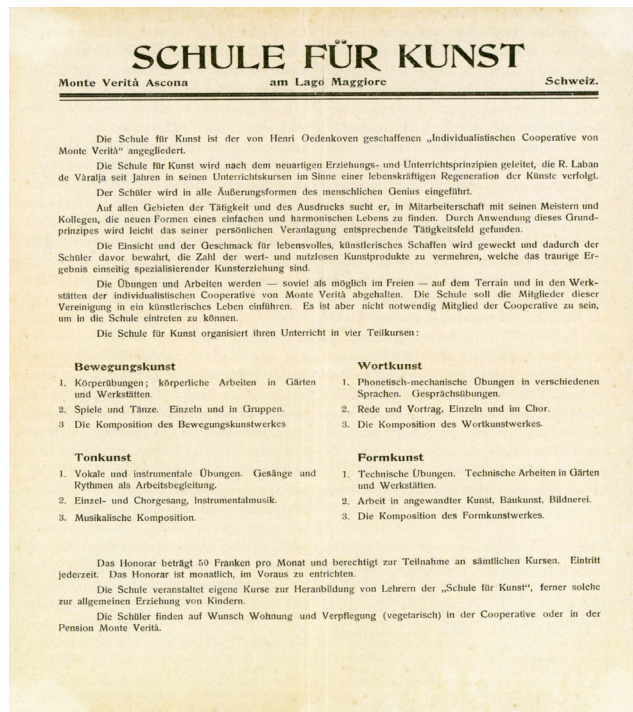 SCHULE FÜR KUNST
Monte Verità Ascona am Lago Maggiore Schweiz.
Die Schule für Kunst ist der von Henri Oedenkoven geschaffenen „Individualistischen Cooperative von
Monte Verità“ angegliedert.
Die Schule für Kunst wird nach dem neuartigen Erziehungs- und Unterrichtsprinzipien geleitet, die R. Laban
de Vàralja seit Jahren in seinen Unterrichtskursen im Sinne einer lebenskräftigen Regeneration der Künste verfolgt.
Der Schüler wird in alle Äußerungsformen des menschlichen Genius eingeführt.
Auf allen Gebieten der Tätigkeit und des Ausdrucks sucht er, in Mitarbeiterschaft mit seinen Meistern und
Kollegen, die neuen Formen eines einfachen und harmonischen Lebens zu finden. Durch Anwendung dieses Grund-
prinzipes wird leicht das seiner persönlichen Veranlagung entsprechende Tätigkeitsfeld gefunden.
Die Einsicht und der Geschmack für lebensvolles, künstlerisches Schaffen wird geweckt und dadurch der
Schüler davor bewahrt, die Zahl der wert- und nutzlosen Kunstprodukte zu vermehren, welche das traurige Er-
gebnis einseitig spezialisierender Kunsterziehung sind.
Die Übungen und Arbeiten werden — soviel als möglich im Freien — auf dem Terrain und in den Werk-
stätten der individualistischen Cooperative von Monte Verità abgehalten. Die Schule soll die Mitglieder dieser
Vereinigung in ein künstlerisches Leben einführen. Es ist aber nicht notwendig Mitglied der Cooperative zu sein,
um in die Schule eintreten zu können.
Die Schule für Kunst organisiert ihren Unterricht in vier Teilkursen:
Bewegungskunst
1. Körperübungen; körperliche Arbeiten in Gärten
und Werkstätten.
2. Spiele und Tänze. Einzeln und in Gruppen.
3 Die Komposition des Bewegungskunstwerkes
Wortkunst
1. Phonetisch-mechanische Übungen in verschiedenen
Sprachen. Gesprächsübungen.
2. Rede und Vortrag, Einzeln und im Chor.
3. Die Komposition des Wortkunstwerkes.
Tonkunst
1. Vokale und instrumentale Übungen. Gesänge und
Rythmen als Arbeitsbegleitung.
2. Einzel- und Chorgesang, Instrumentalmusik.
3. Musikalische Komposition.
Formkunst
1. Technische Übungen. Technische Arbeiten in Gärten
und Werkstätten.
2. Arbeit in angewandter Kunst, Baukunst, Bildnerei.
3. Die Komposition des Formkunstwerkes.
Das Honorar beträgt 50 Franken pro Monat und berechtigt zur Teilnahme an sämtlichen Kursen. Eintritt
jederzeit. Das Honorar ist monatlich, im Voraus zu entrichten.
Die Schule veranstaltet eigene Kurse zur Heranbildung von Lehrern der „Schule für Kunst“, ferner solche
zur allgemeinen Erziehung von Kindern.
Die Schüler finden auf Wunsch Wohnung und Verpflegung (vegetarisch) in der Cooperative oder in der
Pension Monte Verità.